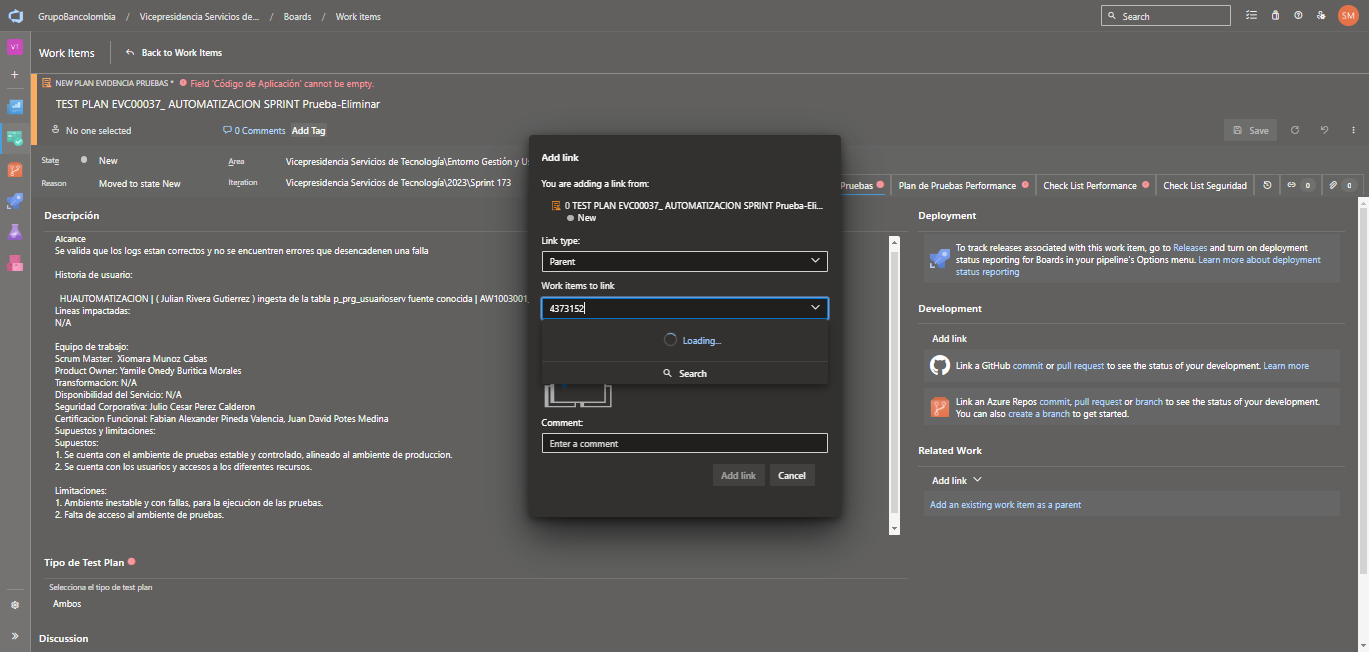 GrupoBancolombia / Vicepresidencia Servicios de... / Boards / Work items
Search
SM
VT
Work Items
Back to Work Items
NEW PLAN EVIDENCIA PRUEBAS * Field 'Código de Aplicación' cannot be empty.
TEST PLAN EVC00037_ AUTOMATIZACION SPRINT Prueba-Eliminar
No one selected
0 Comments
Add Tag
Save
State
New
Area
Vicepresidencia Servicios de Tecnología\Entorno Gestión y Us
Reason
Moved to state New
Iteration
Vicepresidencia Servicios de Tecnología\2023\Sprint 173
Pruebas
Plan de Pruebas Performance
Check List Performance
Check List Seguridad
0
0
Descripción
Alcance
Se valida que los logs estan correctos y no se encuentren errores que desencadenen una falla
Historia de usuario:
HUAUTOMATIZACION | ( Julian Rivera Gutierrez ) ingesta de la tabla p_prg_usuarioserv fuente conocida | AW1003001_
Lineas impactadas:
N/A
Equipo de trabajo:
Scrum Master: Xiomara Munoz Cabas
Product Owner: Yamile Onedy Buritica Morales
Transformacion: N/A
Disponibilidad del Servicio: N/A
Seguridad Corporativa: Julio Cesar Perez Calderon
Certificacion Funcional: Fabian Alexander Pineda Valencia, Juan David Potes Medina
Supuestos y limitaciones:
Supuestos:
1. Se cuenta con el ambiente de pruebas estable y controlado, alineado al ambiente de produccion.
2. Se cuenta con los usuarios y accesos a los diferentes recursos.
Limitaciones:
1. Ambiente inestable y con fallas, para la ejecucion de las pruebas.
2. Falta de acceso al ambiente de pruebas.
Tipo de Test Plan
Selecciona el tipo de test plan
Ambos
Discussion
Add link
You are adding a link from:
0 TEST PLAN EVC00037_ AUTOMATIZACION SPRINT Prueba-Eli...
New
Link type:
Parent
Work items to link
4373152
Loading...
Search
Comment:
Enter a comment
Add link
Cancel
Deployment
To track releases associated with this work item, go to Releases and turn on deployment
status reporting for Boards in your pipeline's Options menu. Learn more about deployment
status reporting
Development
Add link
Link a GitHub commit or pull request to see the status of your development. Learn more
Link an Azure Repos commit, pull request or branch to see the status of your development.
You can also create a branch to get started.
Related Work
Add link
Add an existing work item as a parent